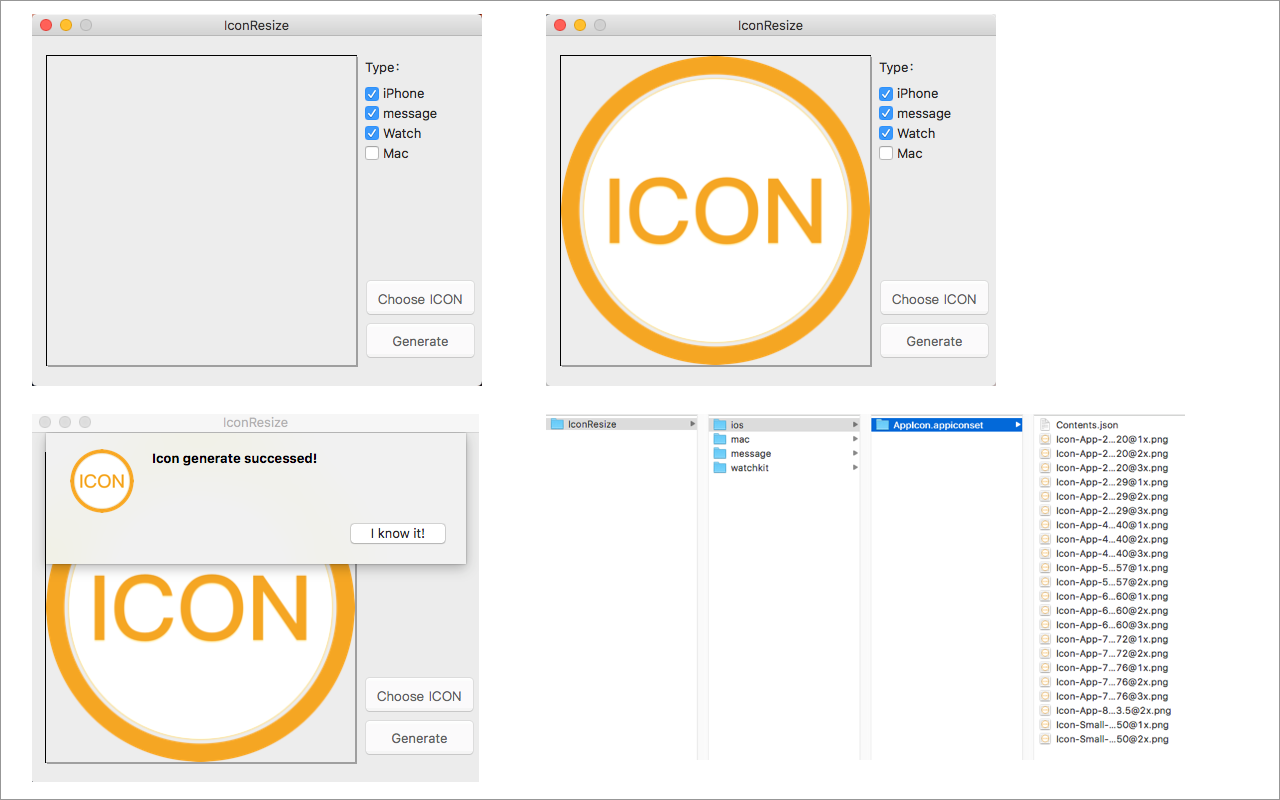 IconResize
Type:
iPhone
message
Watch
Mac
Choose ICON
Generate
IconResize
ICON
Type:
iPhone
message
Watch
Mac
Choose ICON
Generate
IconResize
ICON
Icon generate successed!
I know it!
ICON
Choose ICON
Generate
IconResize
ios
mac
message
watchkit
AppIcon.appiconset
Contents.json
Icon-App-2...20@1x.png
Icon-App-2...20@2x.png
Icon-App-2...20@3x.png
Icon-App-2...29@1x.png
Icon-App-2...29@2x.png
Icon-App-2...29@3x.png
Icon-App-4...40@1x.png
Icon-App-4...40@2x.png
Icon-App-4...40@3x.png
Icon-App-5...57@1x.png
Icon-App-5...57@2x.png
Icon-App-6...60@1x.png
Icon-App-6...60@2x.png
Icon-App-6...60@3x.png
Icon-App-7...72@1x.png
Icon-App-7...72@2x.png
Icon-App-7...76@1x.png
Icon-App-7...76@2x.png
Icon-App-7...76@3x.png
Icon-App-8...3.5@2x.png
Icon-Small-...50@1x.png
Icon-Small-...50@2x.png